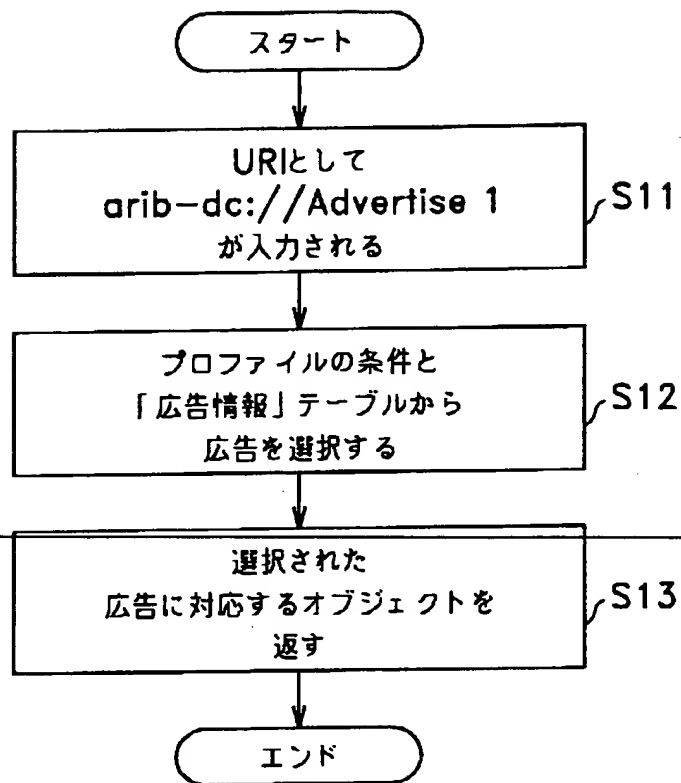 スタート
URIとして
arib-dc://Advertise 1
が入力される
S11
プロファイルの条件と
「広告情報」テーブルから
広告を選択する
S12
選択された
広告に対応するオブジェクトを
返す
S13
エンド